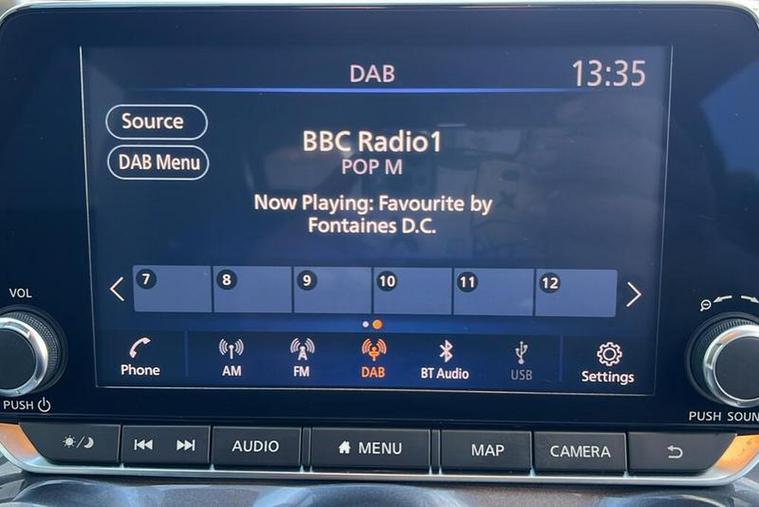 DAB
13:35
Source
DAB Menu
BBC Radio1
POP M
Now Playing: Favourite by
Fontaines D.C.
7 8 9 10 11 12
VOL
PUSH
Phone
AM
FM
DAB
BT Audio
USB
Settings
PUSH SOUN
AUDIO
MENU
MAP
CAMERA